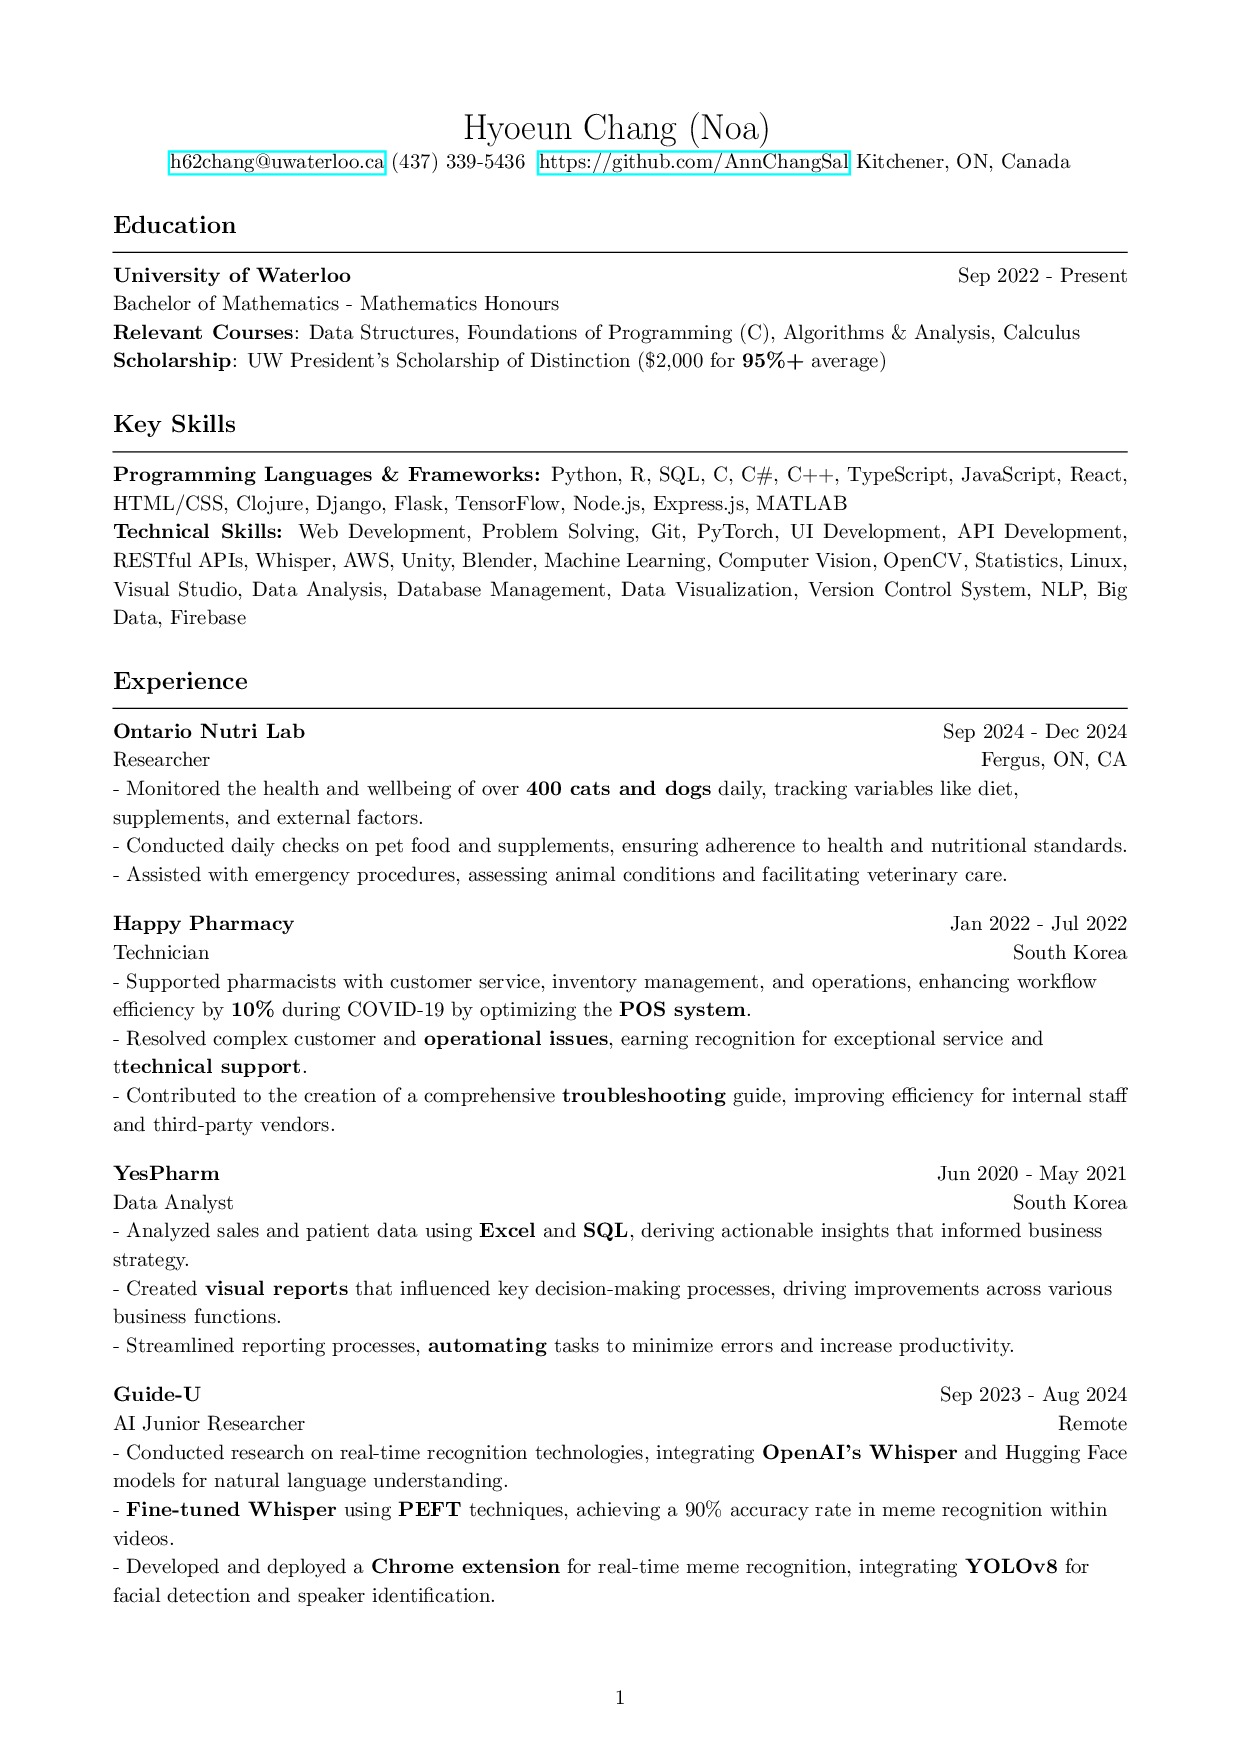 Hyoeun Chang (Noa)
h62chang@uwaterloo.ca (437) 339-5436 https://github.com/AnnChangSal Kitchener, ON, Canada
Education
University of Waterloo Sep 2022 - Present
Bachelor of Mathematics - Mathematics Honours
Relevant Courses: Data Structures, Foundations of Programming (C), Algorithms & Analysis, Calculus
Scholarship: UW President's Scholarship of Distinction ($2,000 for 95%+ average)
Key Skills
Programming Languages & Frameworks: Python, R, SQL, C, C#, C++, TypeScript, JavaScript, React,
HTML/CSS, Clojure, Django, Flask, TensorFlow, Node.js, Express.js, MATLAB
Technical Skills: Web Development, Problem Solving, Git, PyTorch, UI Development, API Development,
RESTful APIs, Whisper, AWS, Unity, Blender, Machine Learning, Computer Vision, OpenCV, Statistics, Linux,
Visual Studio, Data Analysis, Database Management, Data Visualization, Version Control System, NLP, Big
Data, Firebase
Experience
Ontario Nutri Lab Sep 2024 - Dec 2024
Researcher Fergus, ON, CA
- Monitored the health and wellbeing of over 400 cats and dogs daily, tracking variables like diet,
supplements, and external factors.
- Conducted daily checks on pet food and supplements, ensuring adherence to health and nutritional standards.
- Assisted with emergency procedures, assessing animal conditions and facilitating veterinary care.
Happy Pharmacy Jan 2022 - Jul 2022
Technician South Korea
- Supported pharmacists with customer service, inventory management, and operations, enhancing workflow
efficiency by 10% during COVID-19 by optimizing the POS system.
- Resolved complex customer and operational issues, earning recognition for exceptional service and
ttechnical support.
- Contributed to the creation of a comprehensive troubleshooting guide, improving efficiency for internal staff
and third-party vendors.
YesPharm Jun 2020 - May 2021
Data Analyst South Korea
- Analyzed sales and patient data using Excel and SQL, deriving actionable insights that informed business
strategy.
- Created visual reports that influenced key decision-making processes, driving improvements across various
business functions.
- Streamlined reporting processes, automating tasks to minimize errors and increase productivity.
Guide-U Sep 2023 - Aug 2024
AI Junior Researcher Remote
- Conducted research on real-time recognition technologies, integrating OpenAI's Whisper and Hugging Face
models for natural language understanding.
- Fine-tuned Whisper using PEFT techniques, achieving a 90% accuracy rate in meme recognition within
videos.
- Developed and deployed a Chrome extension for real-time meme recognition, integrating YOLOv8 for
facial detection and speaker identification.
1